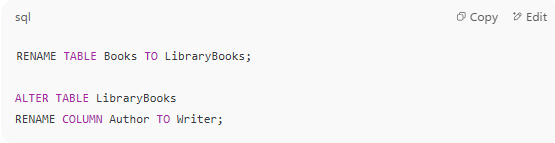 sql
Copy
Edit
RENAME TABLE Books TO LibraryBooks;
ALTER TABLE LibraryBooks
RENAME COLUMN Author TO Writer;